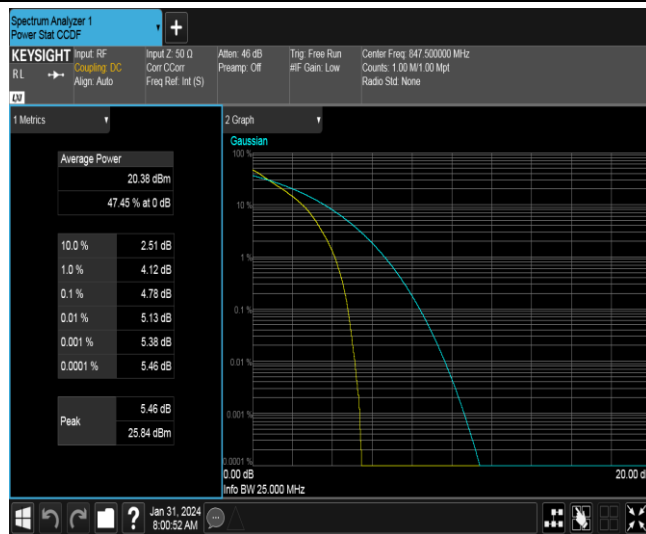 Spectrum Analyzer 1
Power Stat CCDF
+
KEYSIGHT
RL
LXI
Input: RF
Coupling: DC
Align: Auto
Input Z: 50 Ω
Corr CCorr
Freq Ref: Int (S)
Atten: 46 dB
Preamp: Off
Trig: Free Run
#IF Gain: Low
Center Freq: 847.500000 MHz
Counts: 1.00 M/1.00 Mpt
Radio Std: None
1 Metrics
Average Power
20.38 dBm
47.45 % at 0 dB
10.0 % 2.51 dB
1.0 % 4.12 dB
0.1 % 4.78 dB
0.01 % 5.13 dB
0.001 % 5.38 dB
0.0001 % 5.46 dB
Peak
5.46 dB
25.84 dBm
2 Graph
Gaussian
100 %
10 %
1 %
0.1 %
0.01 %
0.001 %
0.0001 %
0.00 dB
20.00 d
Info BW 25.000 MHz
?
Jan 31, 2024
8:00:52 AM